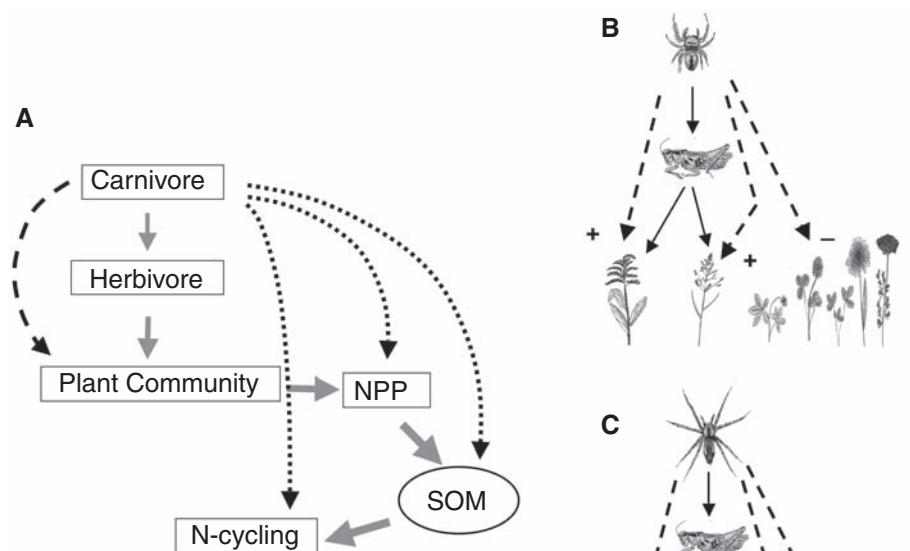 A
Carnivore
Herbivore
Plant Community
NPP
SOM
N-cycling
B
+
+
–
C